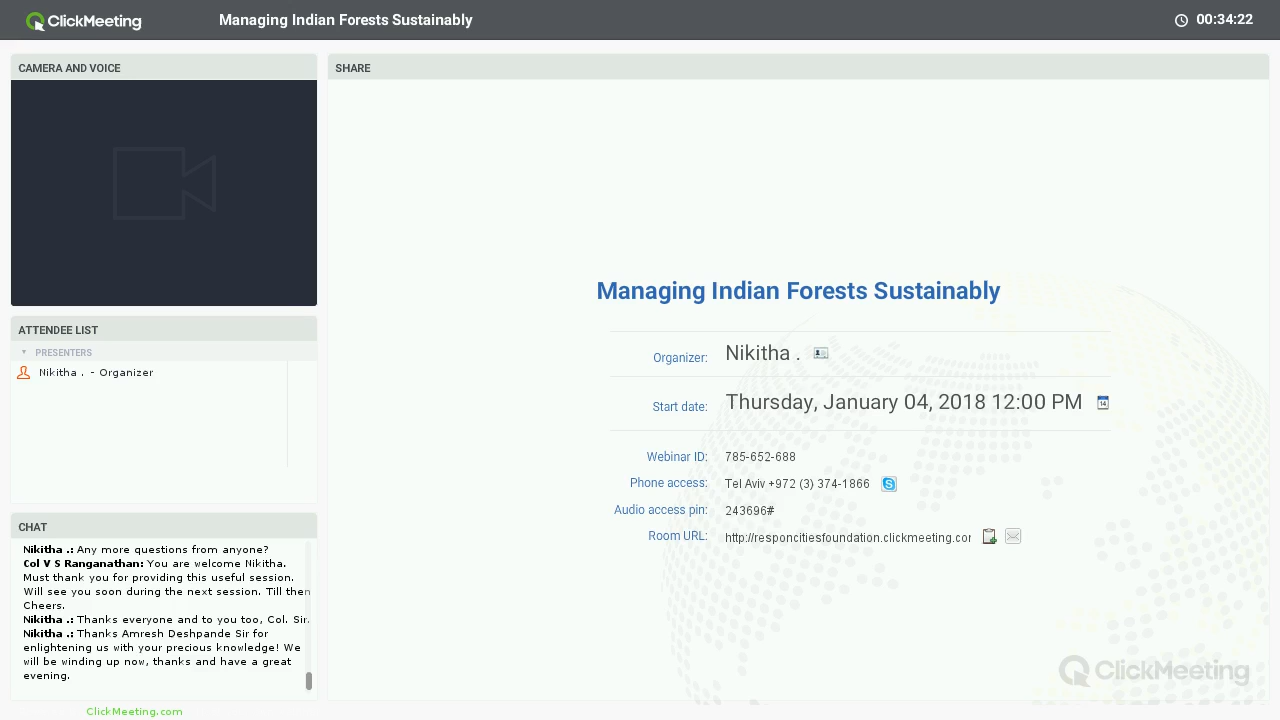 ClickMeeting
Managing Indian Forests Sustainably
00:34:22
CAMERA AND VOICE
SHARE
ATTENDEE LIST
PRESENTERS
Nikitha . - Organizer
CHAT
Nikitha .: Any more questions from anyone?
Col V S Ranganathan: You are welcome Nikitha.
Must thank you for providing this useful session.
Will see you soon during the next session. Till then
Cheers.
Nikitha .: Thanks everyone and to you too, Col. Sir.
Nikitha .: Thanks Amresh Deshpande Sir for
enlightening us with your precious knowledge! We
will be winding up now, thanks and have a great
evening.
ClickMeeting.com
Managing Indian Forests Sustainably
Organizer: Nikitha .
Start date: Thursday, January 04, 2018 12:00 PM
14
Webinar ID: 785-652-688
Phone access: Tel Aviv +972 (3) 374-1866
Audio access pin: 243696#
Room URL: http://responcitiesfoundation.clickmeeting.cor
ClickMeeting